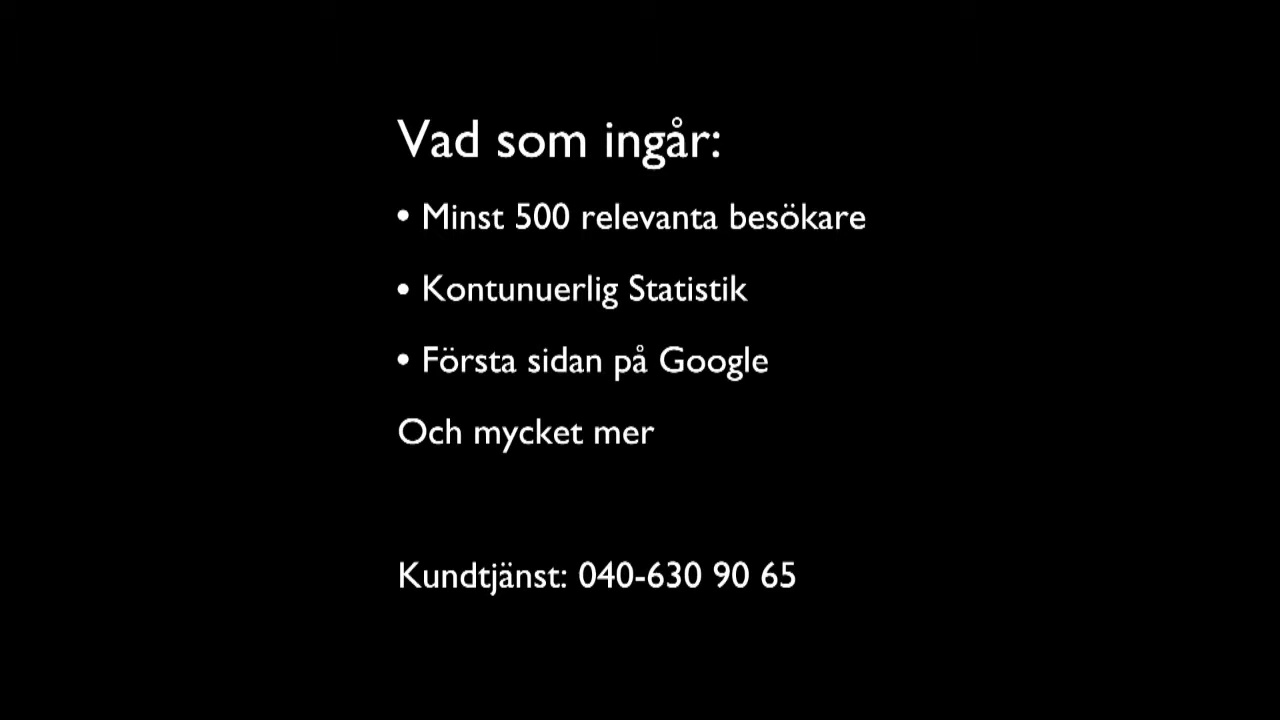 Vad som ingår:
• Minst 500 relevanta besökare
• Kontunuerlig Statistik
• Första sidan på Google
Och mycket mer
Kundtjänst: 040-630 90 65